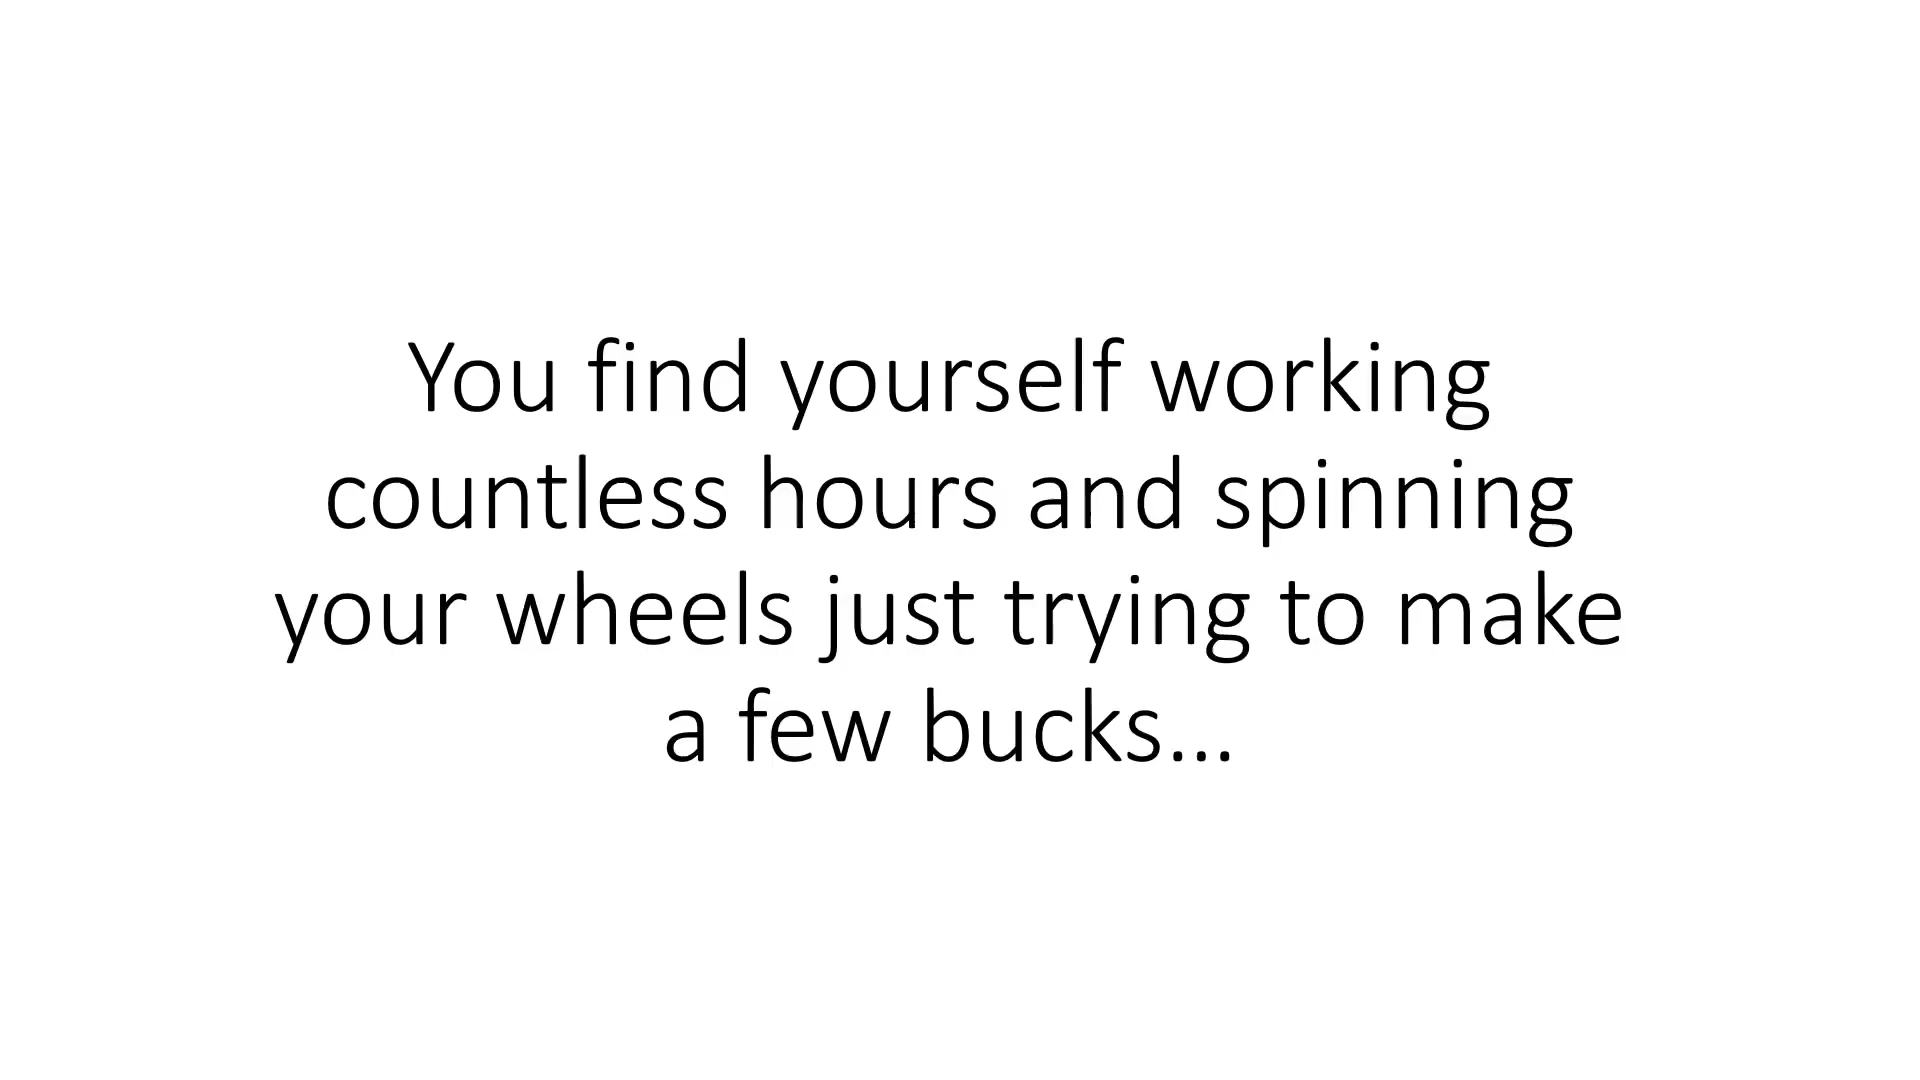 You find yourself working
countless hours and spinning
your wheels just trying to make
a few bucks...